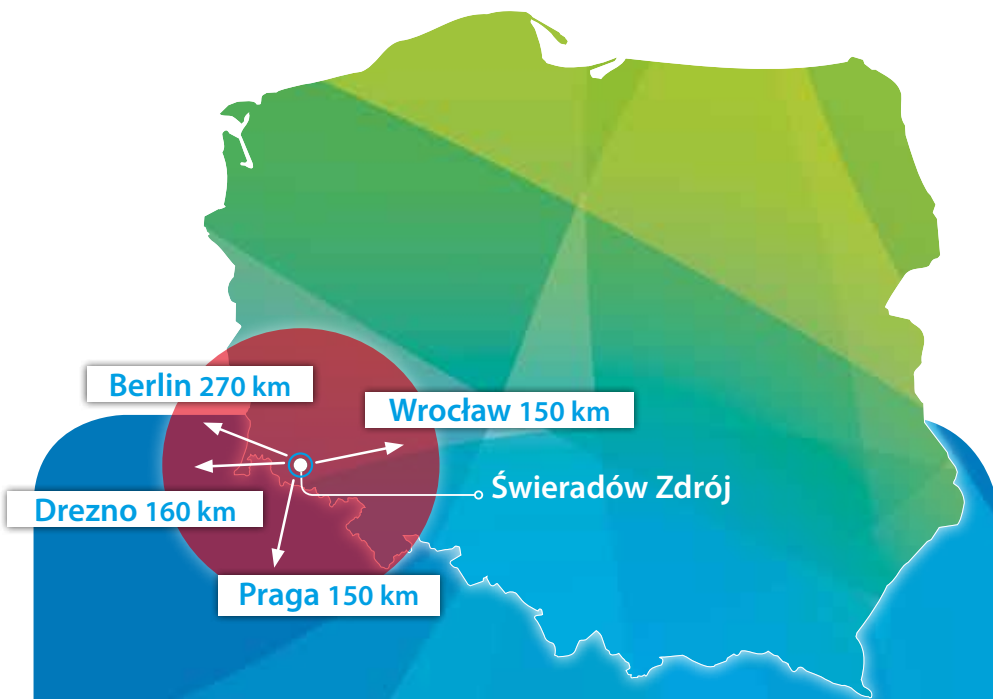 Berlin 270 km
Wrocław 150 km
Świeradów Zdrój
Drezno 160 km
Praga 150 km